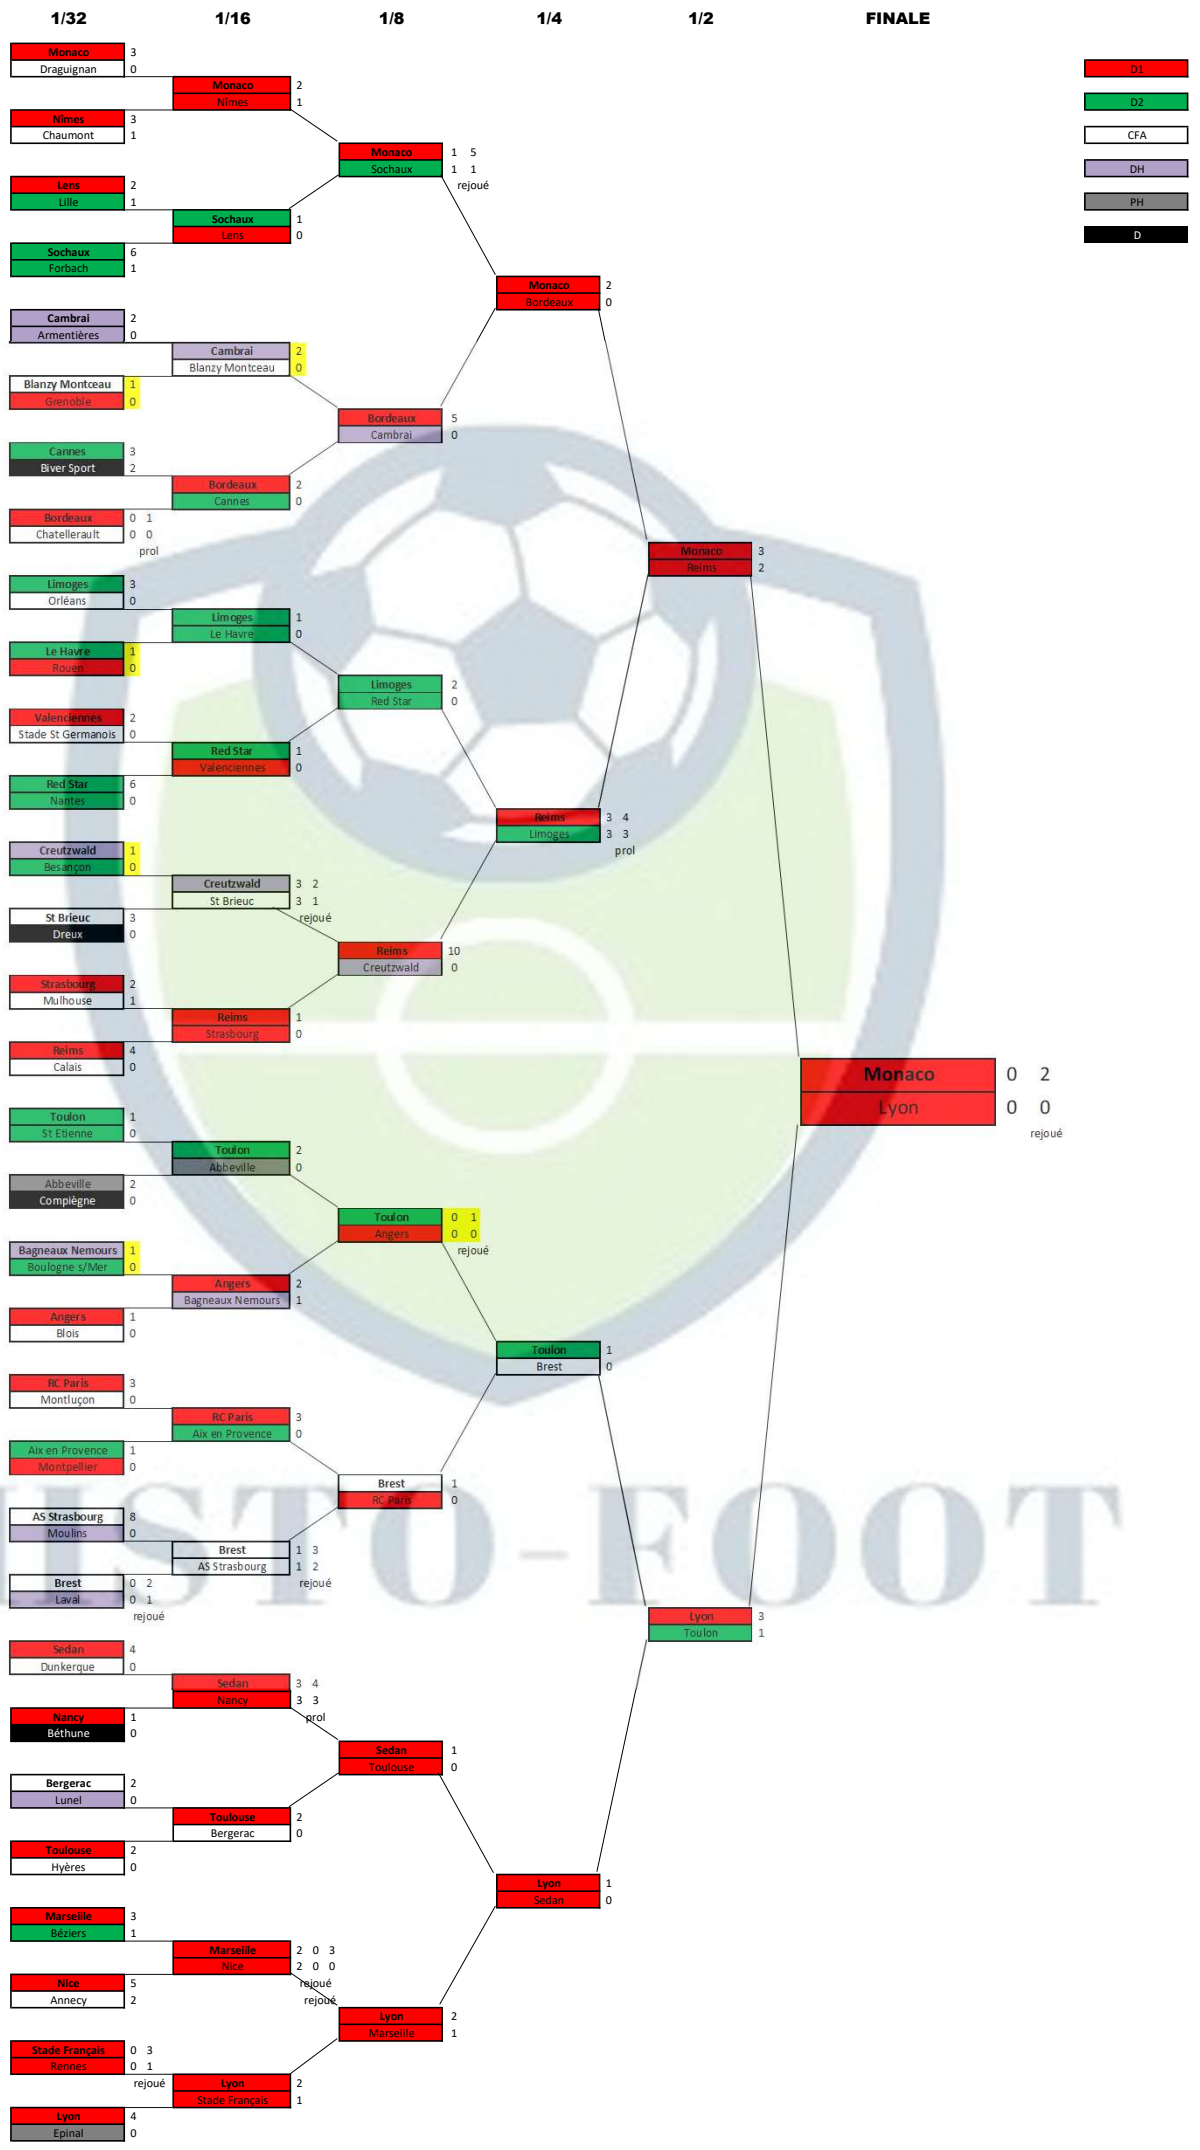 1/32 1/16 1/8 1/4 1/2 FINALE
Monaco 3
Draguignan 0
Nîmes 3
Chaumont 1
Lens 2
Lille 1
Sochaux 6
Forbach 1
Cambrai 2
Armentières 0
Blanzy Montceau 1
Grenoble 0
Cannes 3
Biver Sport 2
Bordeaux 0 1
Chatellerault 0 0
prol
Limoges 3
Orléans 0
Le Havre 1
Rouen 0
Valenciennes 2
Stade St Germanois 0
Red Star 6
Nantes 0
Creutzwald 1
Besançon 0
St Brieuc 3
Dreux 0
Strasbourg 2
Mulhouse 1
Reims 4
Calais 0
Toulon 1
St Etienne 0
Abbeville 2
Compiègne 0
Bagneaux Nemours 1
Boulogne s/Mer 0
Angers 1
Blois 0
RC Paris 3
Montluçon 0
Aix en Provence 1
Montpellier 0
AS Strasbourg 8
Moulins 0
Brest 0 2
Laval 0 1
rejoué
Sedan 4
Dunkerque 0
Nancy 1
Béthune 0
Bergerac 2
Lunel 0
Toulouse 2
Hyères 0
Marseille 3
Béziers 1
Nice 5
Annecy 2
Stade Français 0 3
Rennes 0 1
rejoué
Lyon 4
Epinal 0
Monaco 2
Nîmes 1
Sochaux 1
Lens 0
Cambrai 2
Blanzy Montceau 0
Bordeaux 2
Cannes 0
Limoges 1
Le Havre 0
Red Star 1
Valenciennes 0
Creutzwald 3 2
St Brieuc 3 1
rejoué
Reims 1
Strasbourg 0
Toulon 2
Abbeville 0
Angers 2
Bagneaux Nemours 1
RC Paris 3
Aix en Provence 0
Brest 1 3
AS Strasbourg 1 2
rejoué
Sedan 3 4
Nancy 3 3
prol
Toulouse 2
Bergerac 0
Marseille 2 0 3
Nice 2 0 0
rejoué
rejoué
Lyon 2
Stade Français 1
Monaco 1 5
Sochaux 1 1
rejoué
Bordeaux 5
Cambrai 0
Limoges 2
Red Star 0
Reims 10
Creutzwald 0
Toulon 0 1
Angers 0 0
rejoué
Brest 1
RC Paris 0
Sedan 1
Toulouse 0
Lyon 2
Marseille 1
Monaco 2
Bordeaux 0
Reims 3 4
Limoges 3 3
prol
Toulon 1
Brest 0
Lyon 1
Sedan 0
Monaco 3
Reims 2
Lyon 3
Toulon 1
Monaco 0 2
Lyon 0 0
rejoué
D1
D2
CFA
DH
PH
D
HISTO-FOOT